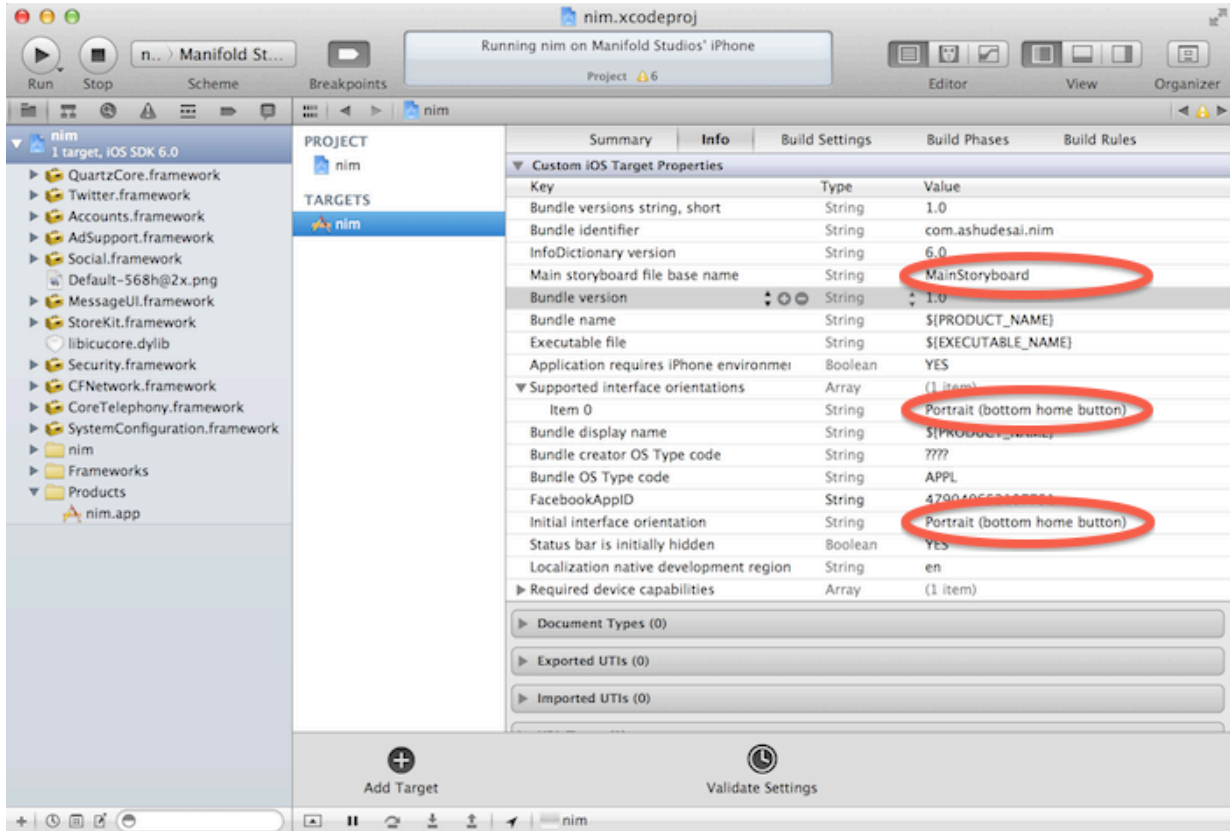 nim.xcodeproj
n.. › Manifold St...
Running nim on Manifold Studios' iPhone
Project 6
Run Stop Scheme Breakpoints Editor View Organizer
nim
nim
1 target, iOS SDK 6.0
QuartzCore.framework
Twitter.framework
Accounts.framework
AdSupport.framework
Social.framework
Default-568h@2x.png
MessageUI.framework
StoreKit.framework
libicucore.dylib
Security.framework
CFNetwork.framework
CoreTelephony.framework
SystemConfiguration.framework
nim
Frameworks
Products
nim.app
PROJECT
nim
TARGETS
nim
Summary Info Build Settings Build Phases Build Rules
Custom iOS Target Properties
Key Type Value
Bundle versions string, short String 1.0
Bundle identifier String com.ashudesai.nim
InfoDictionary version String 6.0
Main storyboard file base name String MainStoryboard
Bundle version String 1.0
Bundle name String ${PRODUCT_NAME}
Executable file String ${EXECUTABLE_NAME}
Application requires iPhone environmen Boolean YES
Supported interface orientations Array (1 item)
Item 0 String Portrait (bottom home button)
Bundle display name String ${PRODUCT_NAME}
Bundle creator OS Type code String ????
Bundle OS Type code String APPL
FacebookAppID String
Initial interface orientation String Portrait (bottom home button)
Status bar is initially hidden Boolean YES
Localization native development region String en
Required device capabilities Array (1 item)
Document Types (0)
Exported UTIs (0)
Imported UTIs (0)
Add Target Validate Settings
nim